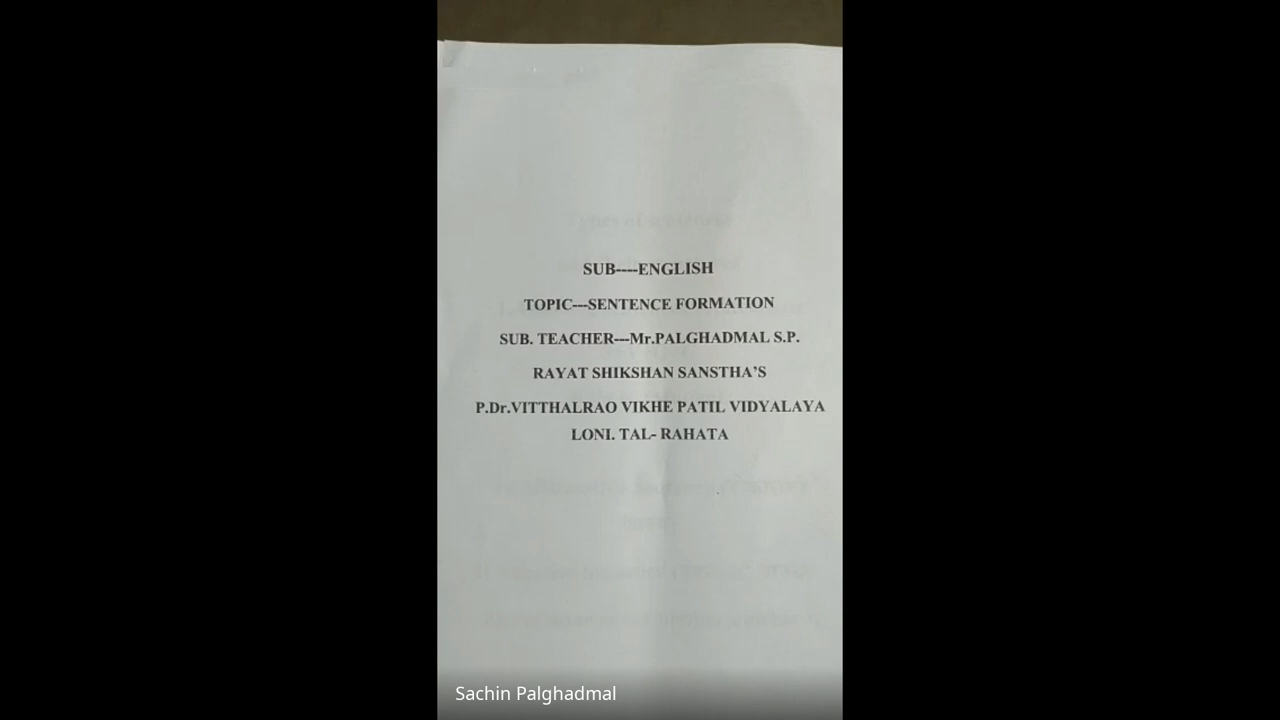 SUB----ENGLISH
TOPIC---SENTENCE FORMATION
SUB. TEACHER---Mr.PALGHADMAL S.P.
RAYAT SHIKSHAN SANSTHA'S
P.Dr.VITTHALRAO VIKHE PATIL VIDYALAYA
LONI. TAL- RAHATA
Sachin Palghadmal